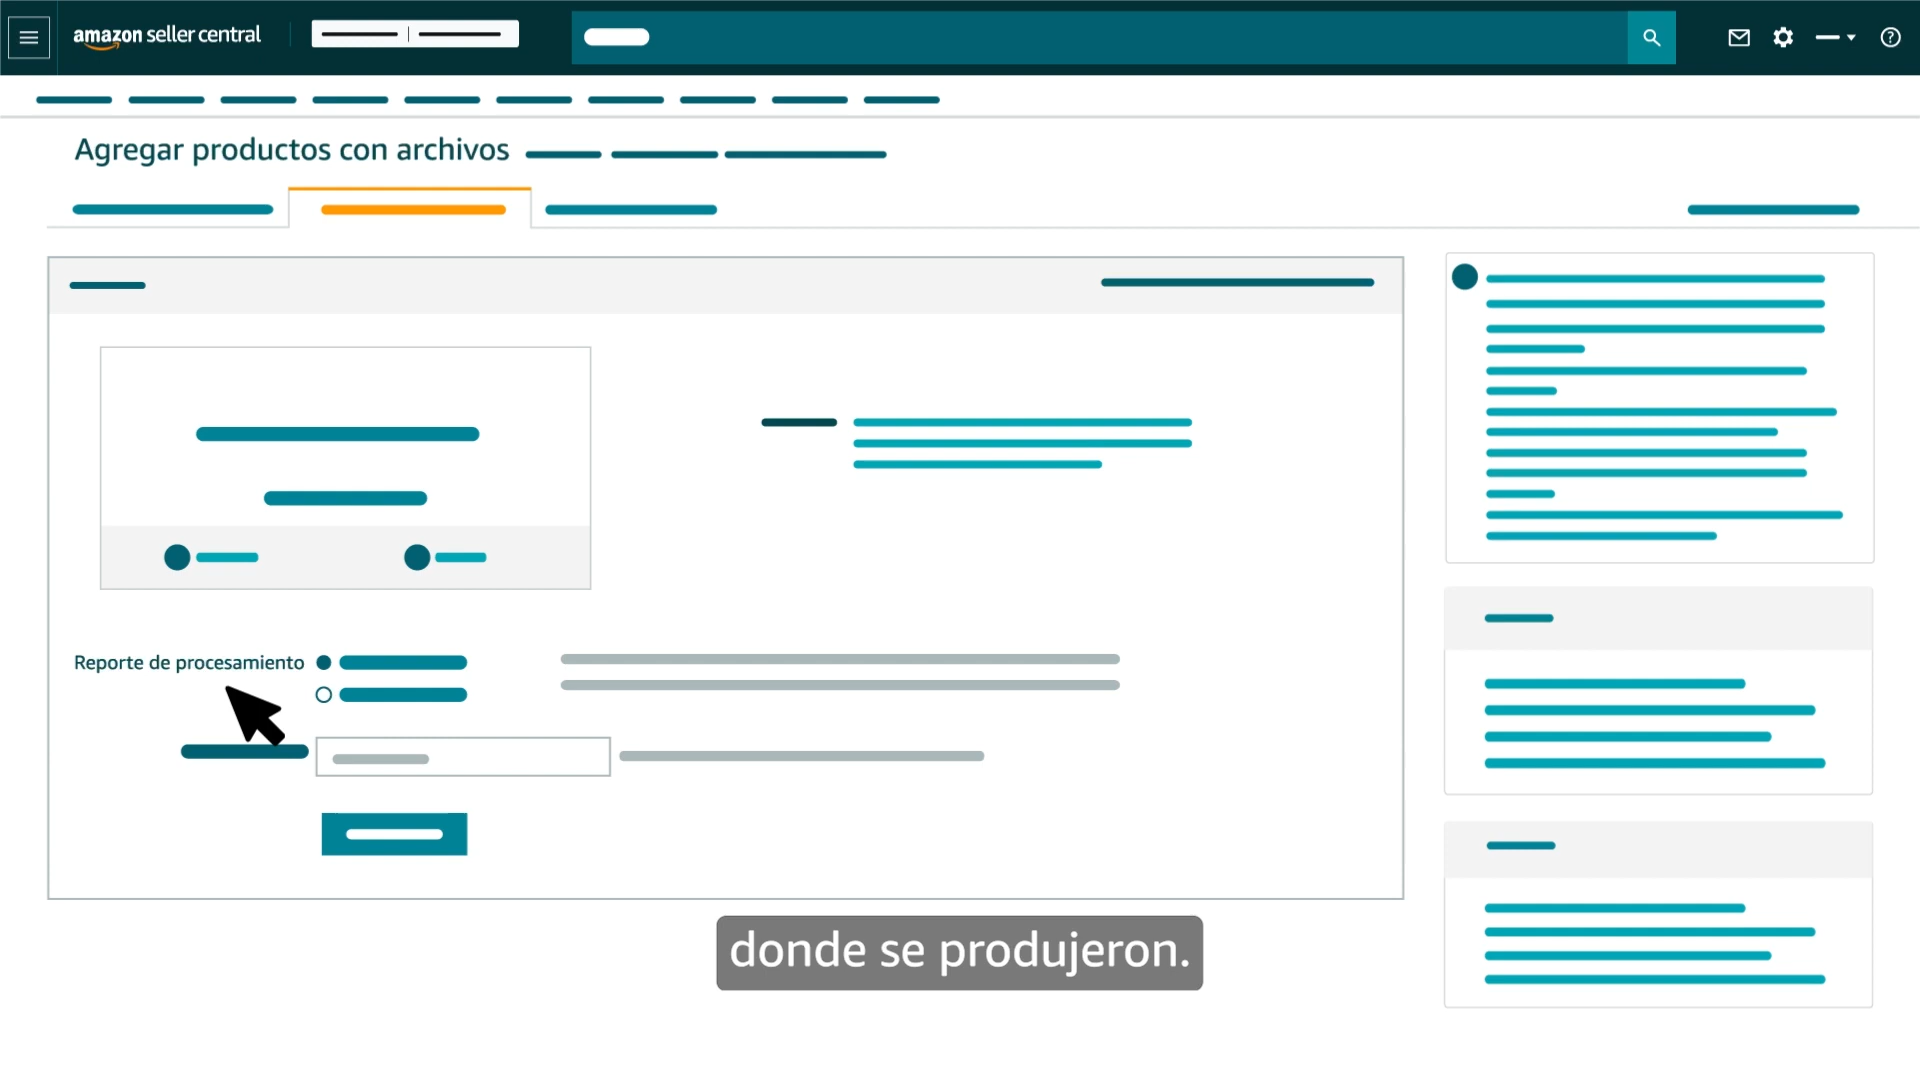 amazon seller central
Agregar productos con archivos
Reporte de procesamiento
donde se produjeron.